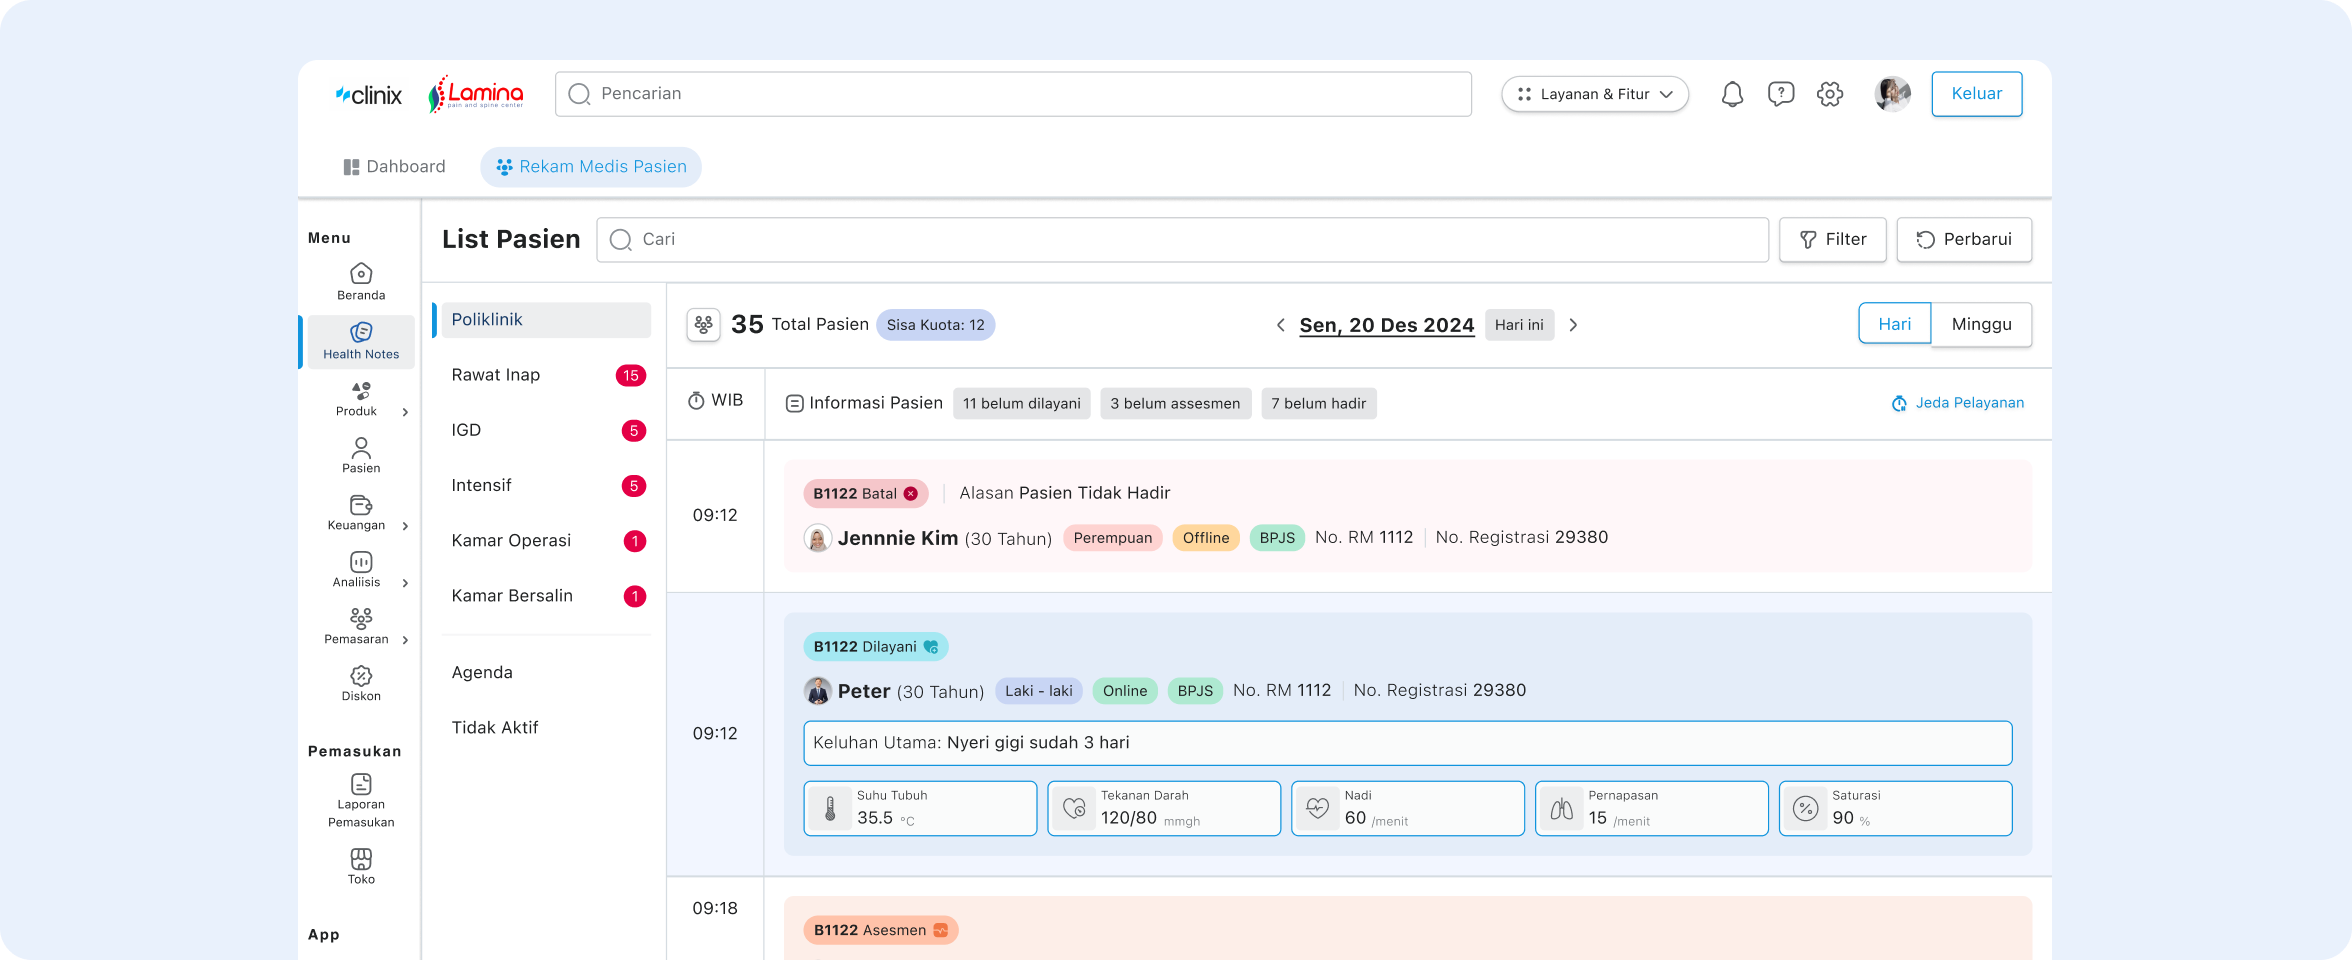 clinix
Lamina
pain and spine center
Pencarian
Layanan & Fitur
Keluar
Dahboard
Rekam Medis Pasien
Menu
Beranda
Health Notes
Produk
Pasien
Keuangan
Analiisis
Pemasaran
Diskon
Pemasukan
Laporan
Pemasukan
Toko
App
List Pasien
Cari
Filter
Perbarui
Poliklinik
Rawat Inap 15
IGD 5
Intensif 5
Kamar Operasi 1
Kamar Bersalin 1
Agenda
Tidak Aktif
35 Total Pasien Sisa Kuota: 12
Sen, 20 Des 2024 Hari ini
Hari Minggu
WIB
Informasi Pasien 11 belum dilayani 3 belum assesmen 7 belum hadir
Jeda Pelayanan
09:12
B1122 Batal Alasan Pasien Tidak Hadir
Jennnie Kim (30 Tahun) Perempuan Offline BPJS No. RM 1112 No. Registrasi 29380
09:12
B1122 Dilayani
Peter (30 Tahun) Laki - laki Online BPJS No. RM 1112 No. Registrasi 29380
Keluhan Utama: Nyeri gigi sudah 3 hari
Suhu Tubuh
35.5 °C
Tekanan Darah
120/80 mmgh
Nadi
60 /menit
Pernapasan
15 /menit
Saturasi
90 %
09:18
B1122 Asesmen